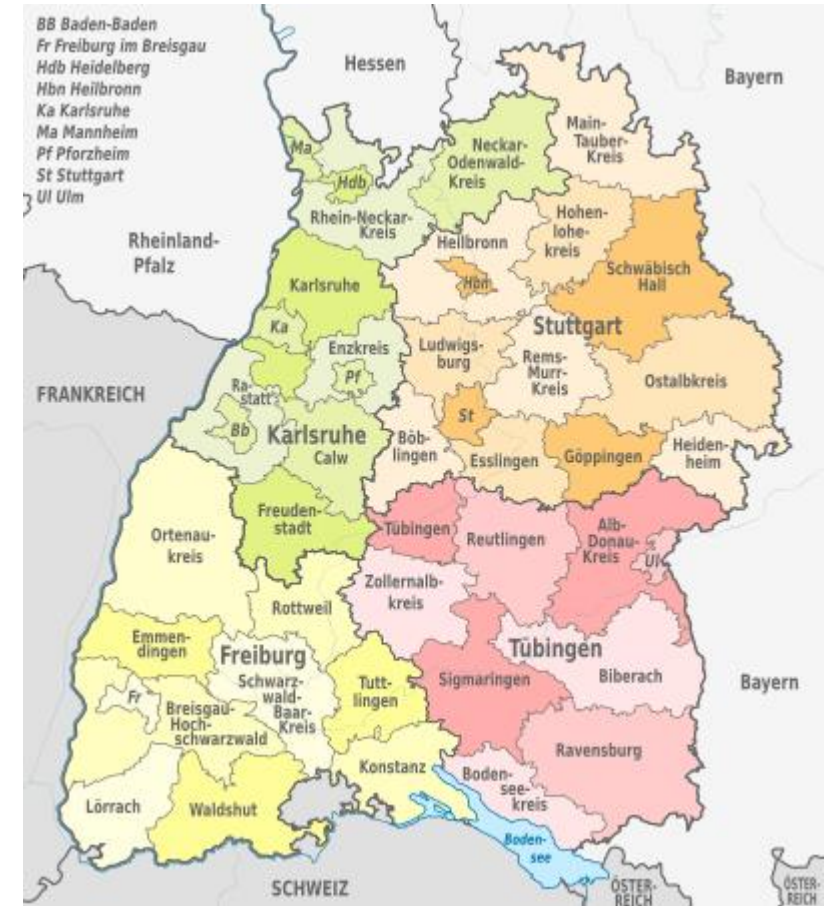 BB Baden-Baden
Fr Freiburg im Breisgau
Hdb Heidelberg
Hbn Heilbronn
Ka Karlsruhe
Ma Mannheim
Pf Pforzheim
St Stuttgart
Ul Ulm
Hessen
Bayern
Rheinland-
Pfalz
FRANKREICH
Main-
Tauber-
Kreis
Neckar-
Odenwald-
Kreis
Ma
Hdb
Rhein-Neckar-
Kreis
Heilbronn
Hbn
Hohen-
lohe-
kreis
Schwäbisch
Hall
Karlsruhe
Ka
Stuttgart
Enzkreis
Pf
Ludwigs-
burg
Rems-
Murr-
Kreis
Ostalbkreis
Ra-
statt
Bb
Karlsruhe
Calw
St
Böb-
lingen
Esslingen
Göppingen
Heiden-
heim
Freuden-
stadt
Ortenau-
kreis
Tübingen
Reutlingen
Alb-
Donau-
Kreis
Ul
Zollernalb-
kreis
Rottweil
Emmen-
dingen
Freiburg
Schwarz-
wald-
Baar-
Kreis
Tutt-
lingen
Tübingen
Sigmaringen
Biberach
Bayern
Fr
Breisgau-
Hoch-
schwarzwald
Ravensburg
Konstanz
Boden-
see-
kreis
Lörrach
Waldshut
Boden-
see
SCHWEIZ
ÖSTER-
REICH
ÖSTER-
REICH